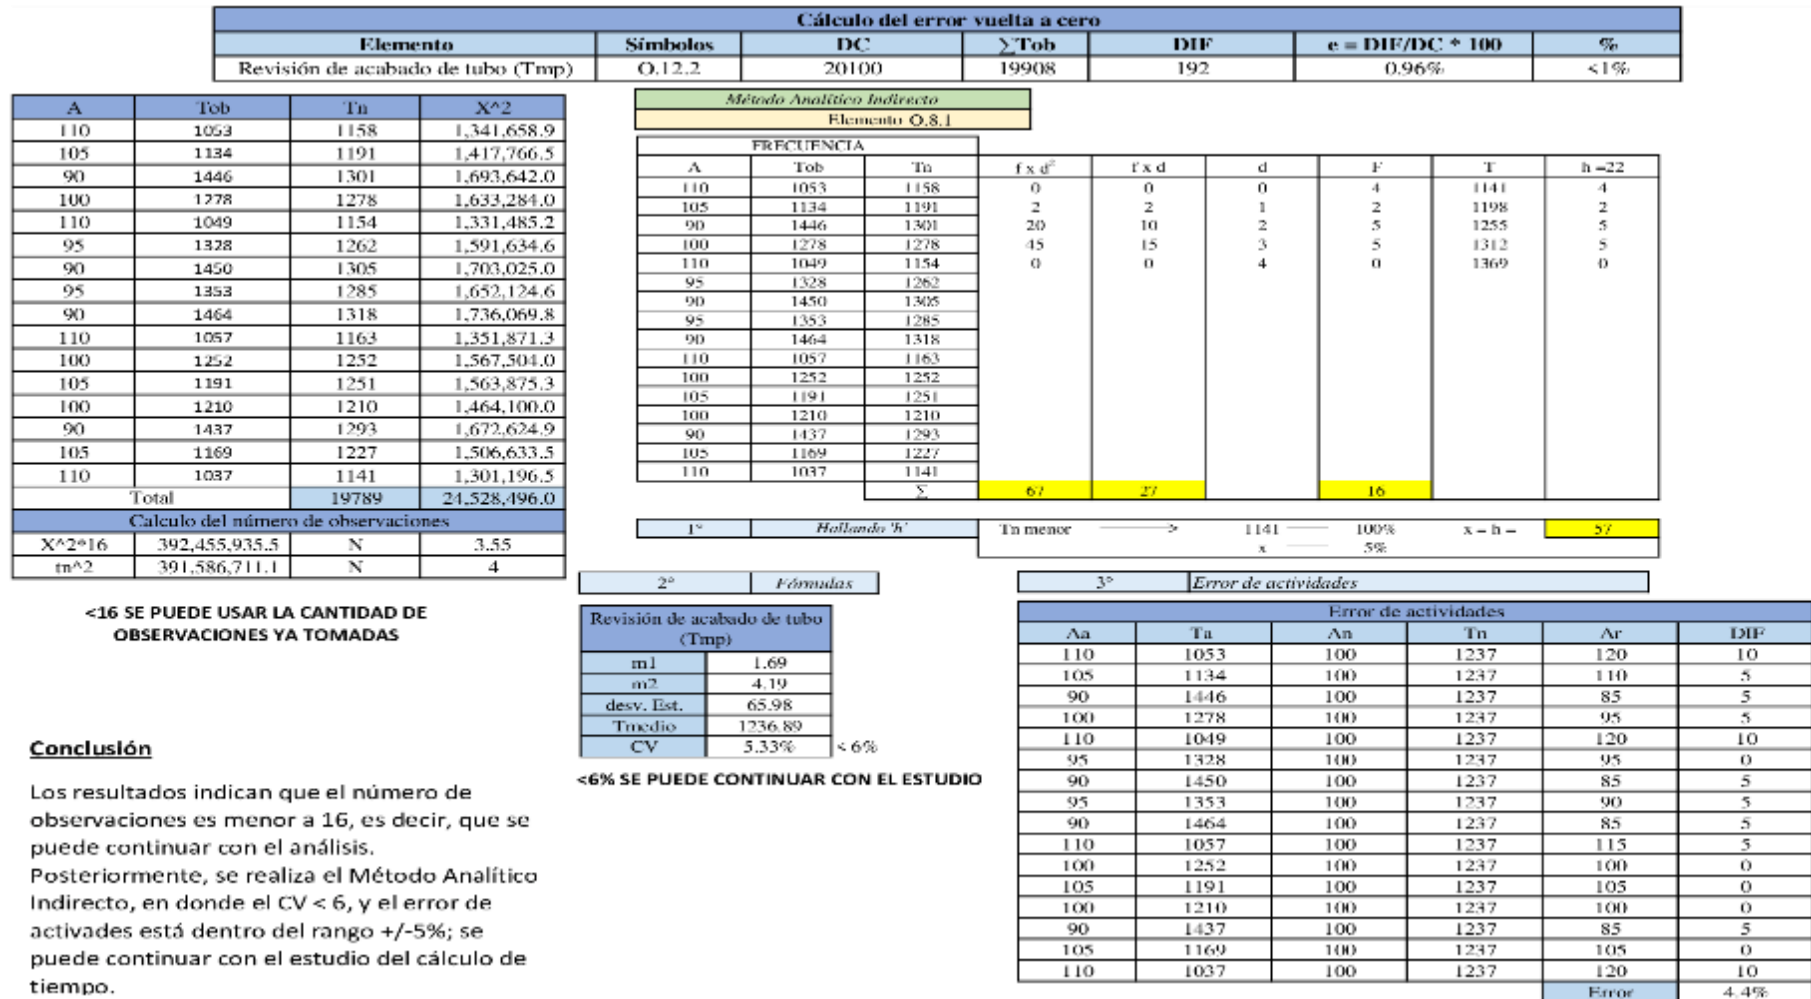 Cálculo del error vuelta a cero
Elemento Símbolos DC ∑Tob DIF e = DIF/DC * 100 %
Revisión de acabado de tubo (Tmp) O.12.2 20100 19908 192 0.96% <1%
A Tob Tn X^2
110 1053 1158 1,341,658.9
105 1134 1191 1,417,766.5
90 1446 1301 1,693,642.0
100 1278 1278 1,633,284.0
110 1049 1154 1,331,485.2
95 1328 1262 1,591,634.6
90 1450 1305 1,703,025.0
95 1353 1285 1,652,124.6
90 1464 1318 1,736,069.8
110 1057 1163 1,351,871.3
100 1252 1252 1,567,504.0
105 1191 1251 1,563,875.3
100 1210 1210 1,464,100.0
90 1437 1293 1,672,624.9
105 1169 1227 1,506,633.5
110 1037 1141 1,301,196.5
Total 19789 24,528,496.0
Calculo del número de observaciones
X^2*16 392,455,935.5 N 3.55
tn^2 391,586,711.1 N 4
<16 SE PUEDE USAR LA CANTIDAD DE
OBSERVACIONES YA TOMADAS
Conclusión
Los resultados indican que el número de
observaciones es menor a 16, es decir, que se
puede continuar con el análisis.
Posteriormente, se realiza el Método Analítico
Indirecto, en donde el CV < 6, y el error de
activades está dentro del rango +/-5%; se
puede continuar con el estudio del cálculo de
tiempo.
Método Analítico Indirecto
Elemento O.8.1
FRECUENCIA
A Tob Tn f x d² f x d d F T h =22
110 1053 1158 0 0 0 4 1141 4
105 1134 1191 2 2 1 2 1198 2
90 1446 1301 20 10 2 5 1255 5
100 1278 1278 45 15 3 5 1312 5
110 1049 1154 0 0 4 0 1369 0
95 1328 1262
90 1450 1305
95 1353 1285
90 1464 1318
110 1057 1163
100 1252 1252
105 1191 1251
100 1210 1210
90 1437 1293
105 1169 1227
110 1037 1141
∑ 67 27 16
1° Hallando 'h' Tn menor 1141 100% x = h = 57
x 5%
2° Fórmulas
Revisión de acabado de tubo
(Tmp)
m1 1.69
m2 4.19
desv. Est. 65.98
Tmedio 1236.89
CV 5.33% < 6%
<6% SE PUEDE CONTINUAR CON EL ESTUDIO
3° Error de actividades
Error de actividades
Aa Ta An Tn Ar DIF
110 1053 100 1237 120 10
105 1134 100 1237 110 5
90 1446 100 1237 85 5
100 1278 100 1237 95 5
110 1049 100 1237 120 10
95 1328 100 1237 95 0
90 1450 100 1237 85 5
95 1353 100 1237 90 5
90 1464 100 1237 85 5
110 1057 100 1237 115 5
100 1252 100 1237 100 0
105 1191 100 1237 105 0
100 1210 100 1237 100 0
90 1437 100 1237 85 5
105 1169 100 1237 105 0
110 1037 100 1237 120 10
Error 4.4%